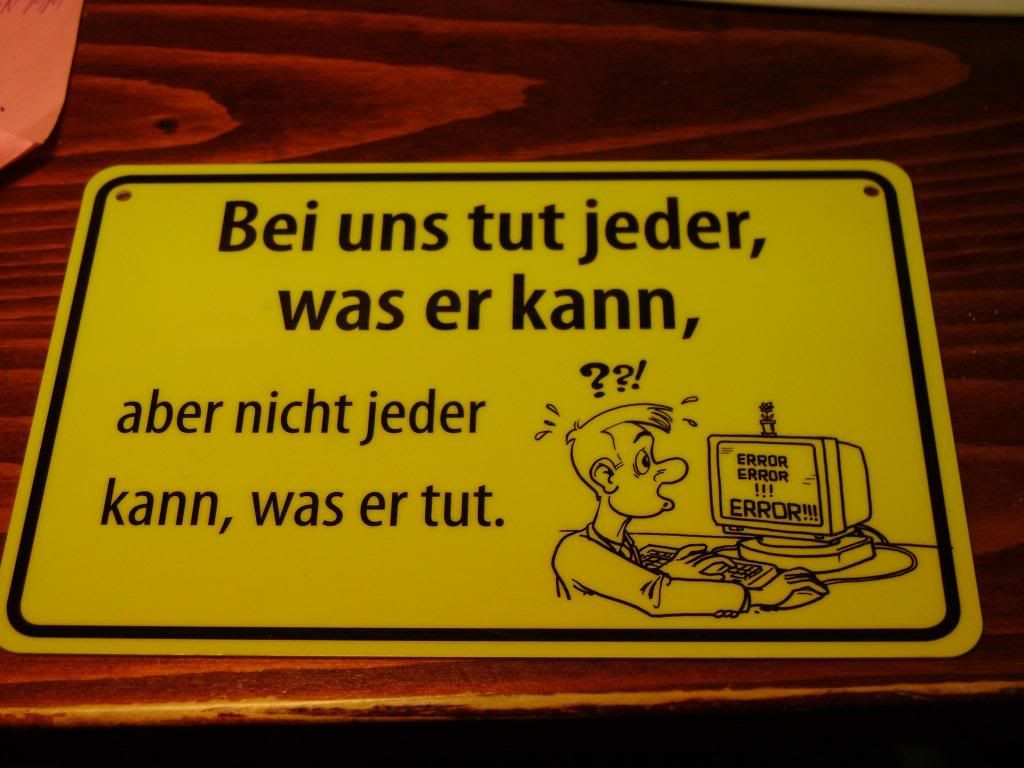 Bei uns tut jeder,
was er kann,
aber nicht jeder
kann, was er tut.
??!
ERROR
ERROR
!!!
ERROR!!!